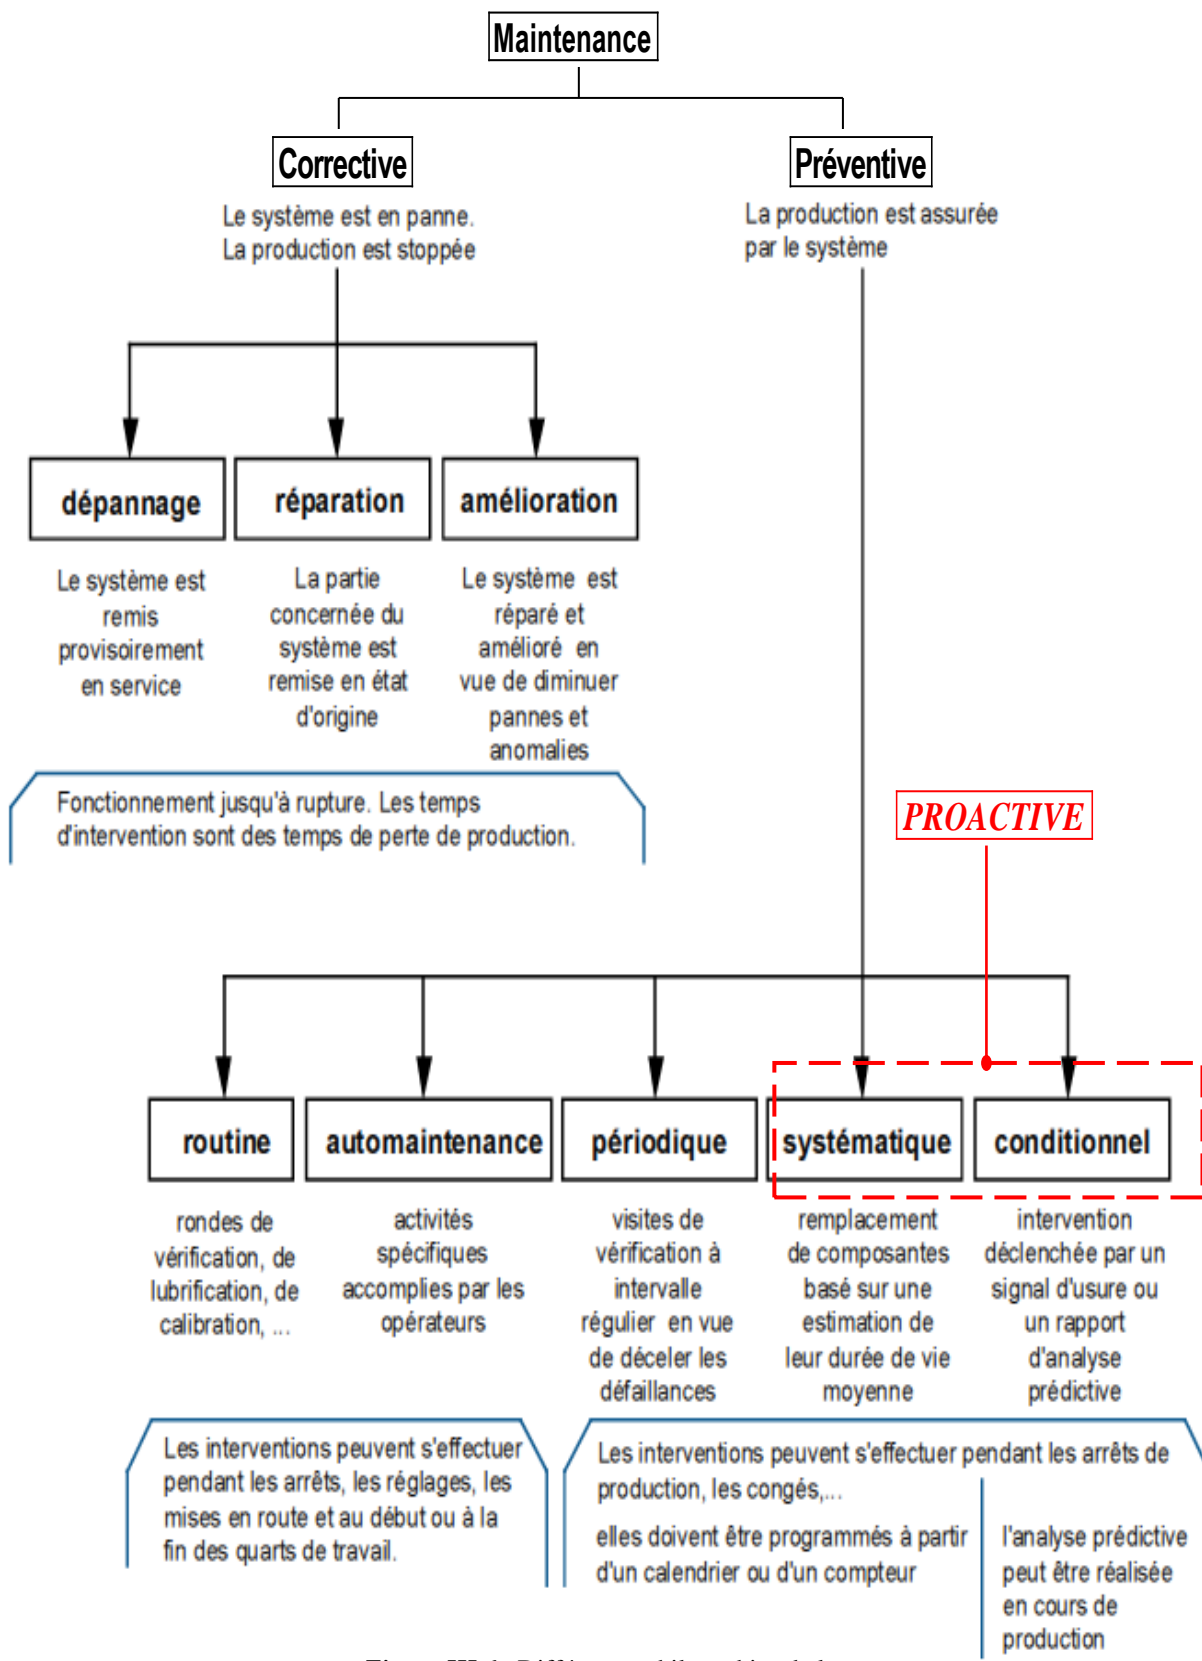 Maintenance
Corrective
Préventive
Le système est en panne.
La production est stoppée
La production est assurée
par le système
dépannage
réparation
amélioration
Le système est
remis
provisoirement
en service
La partie
concernée du
système est
remise en état
d'origine
Le système est
réparé et
amélioré en
vue de diminuer
pannes et
anomalies
Fonctionnement jusqu'à rupture. Les temps
d'intervention sont des temps de perte de production.
PROACTIVE
routine
automaintenance
périodique
systématique
conditionnel
rondes de
vérification, de
lubrification, de
calibration, ...
activités
spécifiques
accomplies par les
opérateurs
visites de
vérification à
intervalle
régulier en vue
de déceler les
défaillances
remplacement
de composantes
basé sur une
estimation de
leur durée de vie
moyenne
intervention
déclenchée par un
signal d'usure ou
un rapport
d'analyse
prédictive
Les interventions peuvent s'effectuer
pendant les arrêts, les réglages, les
mises en route et au début ou à la
fin des quarts de travail.
Les interventions peuvent s'effectuer pendant les arrêts de
production, les congés,...
elles doivent être programmés à partir
d'un calendrier ou d'un compteur
l'analyse prédictive
peut être réalisée
en cours de
production